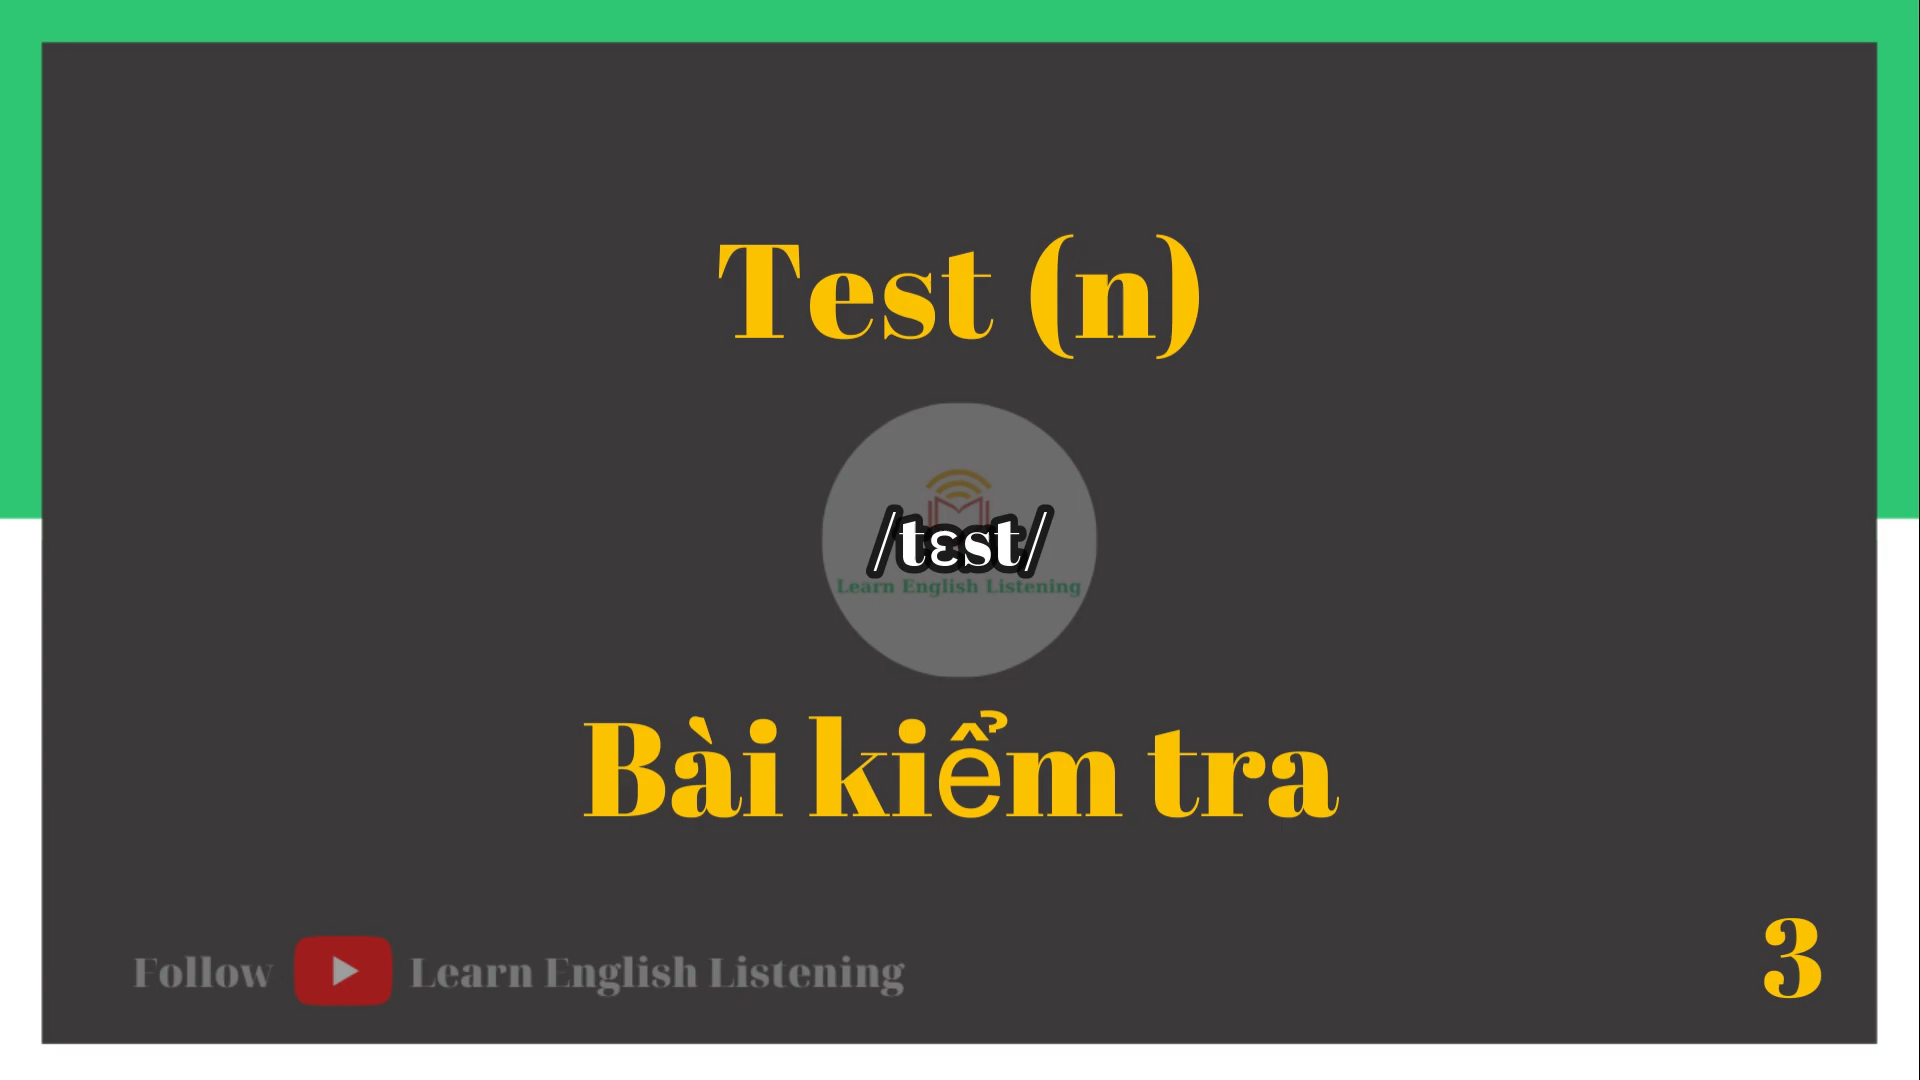 Test (n)
/tɛst/
Learn English Listening
Bài kiểm tra
Follow Learn English Listening
3